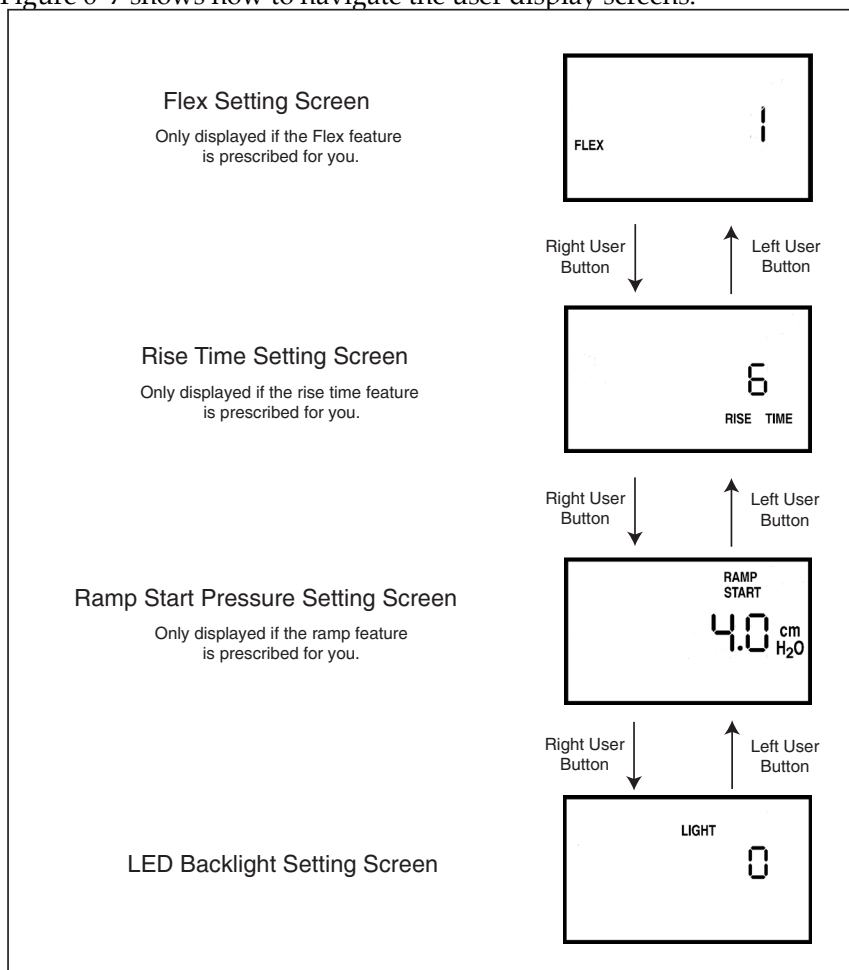 Figure 6-7 shows how to navigate the user display screens.
Flex Setting Screen
Only displayed if the Flex feature
is prescribed for you.
FLEX
1
Right User
Button
Left User
Button
Rise Time Setting Screen
Only displayed if the rise time feature
is prescribed for you.
6
RISE TIME
Right User
Button
Left User
Button
Ramp Start Pressure Setting Screen
Only displayed if the ramp feature
is prescribed for you.
RAMP
START
4.0 cm
H₂O
Right User
Button
Left User
Button
LED Backlight Setting Screen
LIGHT
0